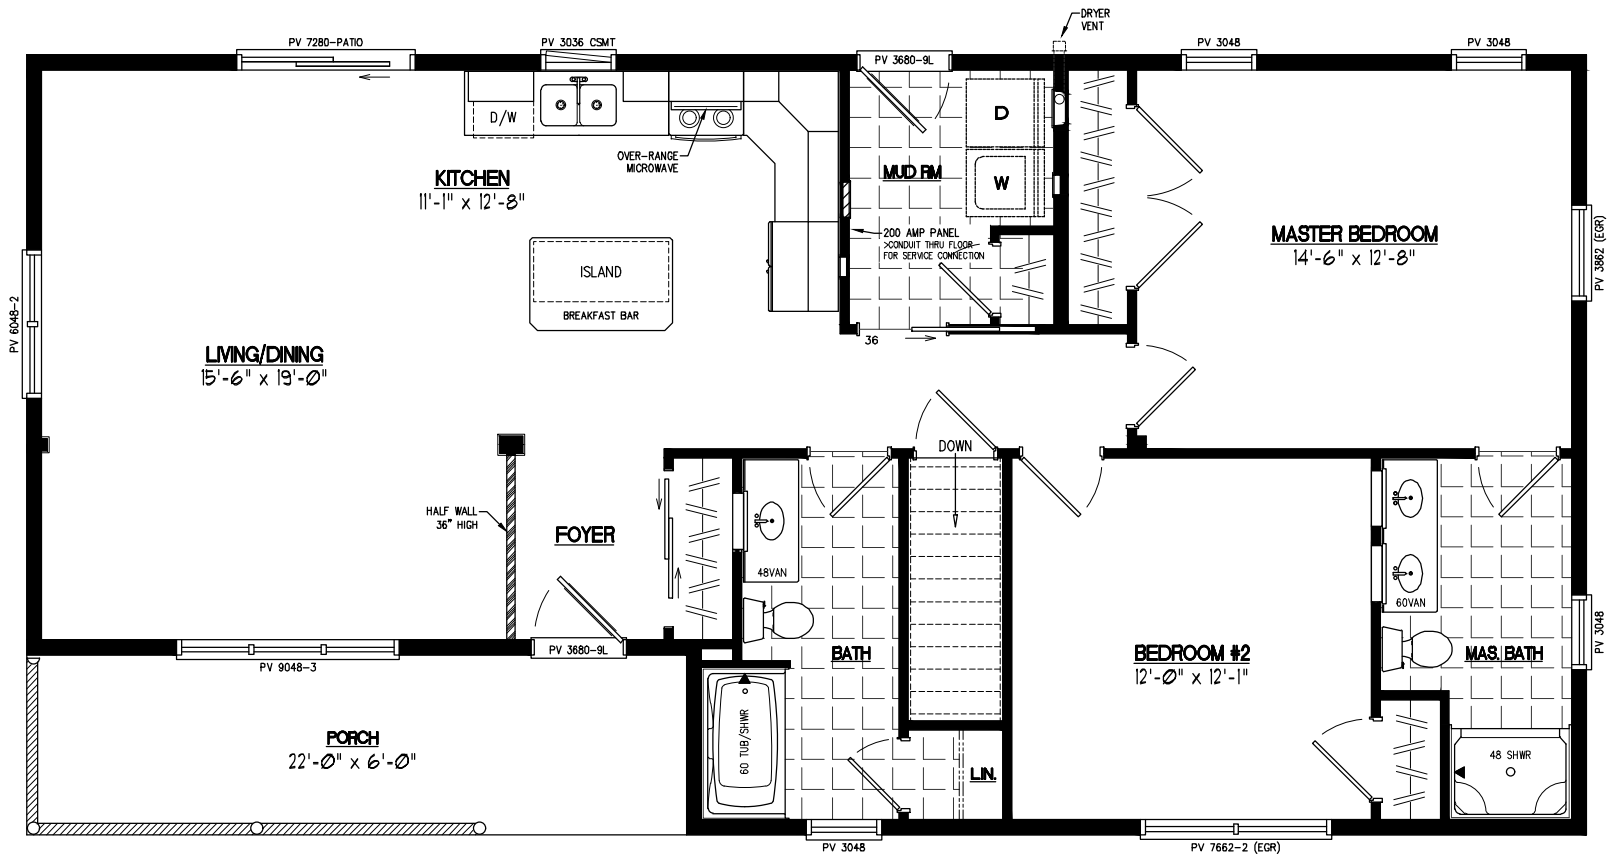 DRYER
VENT
PV 7280-PATIO
PV 3036 CSMT
PV 3680-9L
PV 3048
PV 3048
D/W
OVER-RANGE
MICROWAVE
D
W
MUD RM
KITCHEN
11'-1" x 12'-8"
200 AMP PANEL
>CONDUIT THRU FLOOR
FOR SERVICE CONNECTION
MASTER BEDROOM
14'-6" x 12'-8"
PV 3862 (EGR)
ISLAND
BREAKFAST BAR
PV 6048-2
LIVING/DINING
15'-6" x 19'-0"
36
DOWN
HALF WALL
36" HIGH
FOYER
48VAN
60VAN
PV 3048
BATH
BEDROOM #2
12'-0" x 12'-1"
MAS. BATH
PV 9048-3
PV 3680-9L
PORCH
22'-0" x 6'-0"
60 TUB/SHWR
LIN.
48 SHWR
PV 3048
PV 7662-2 (EGR)